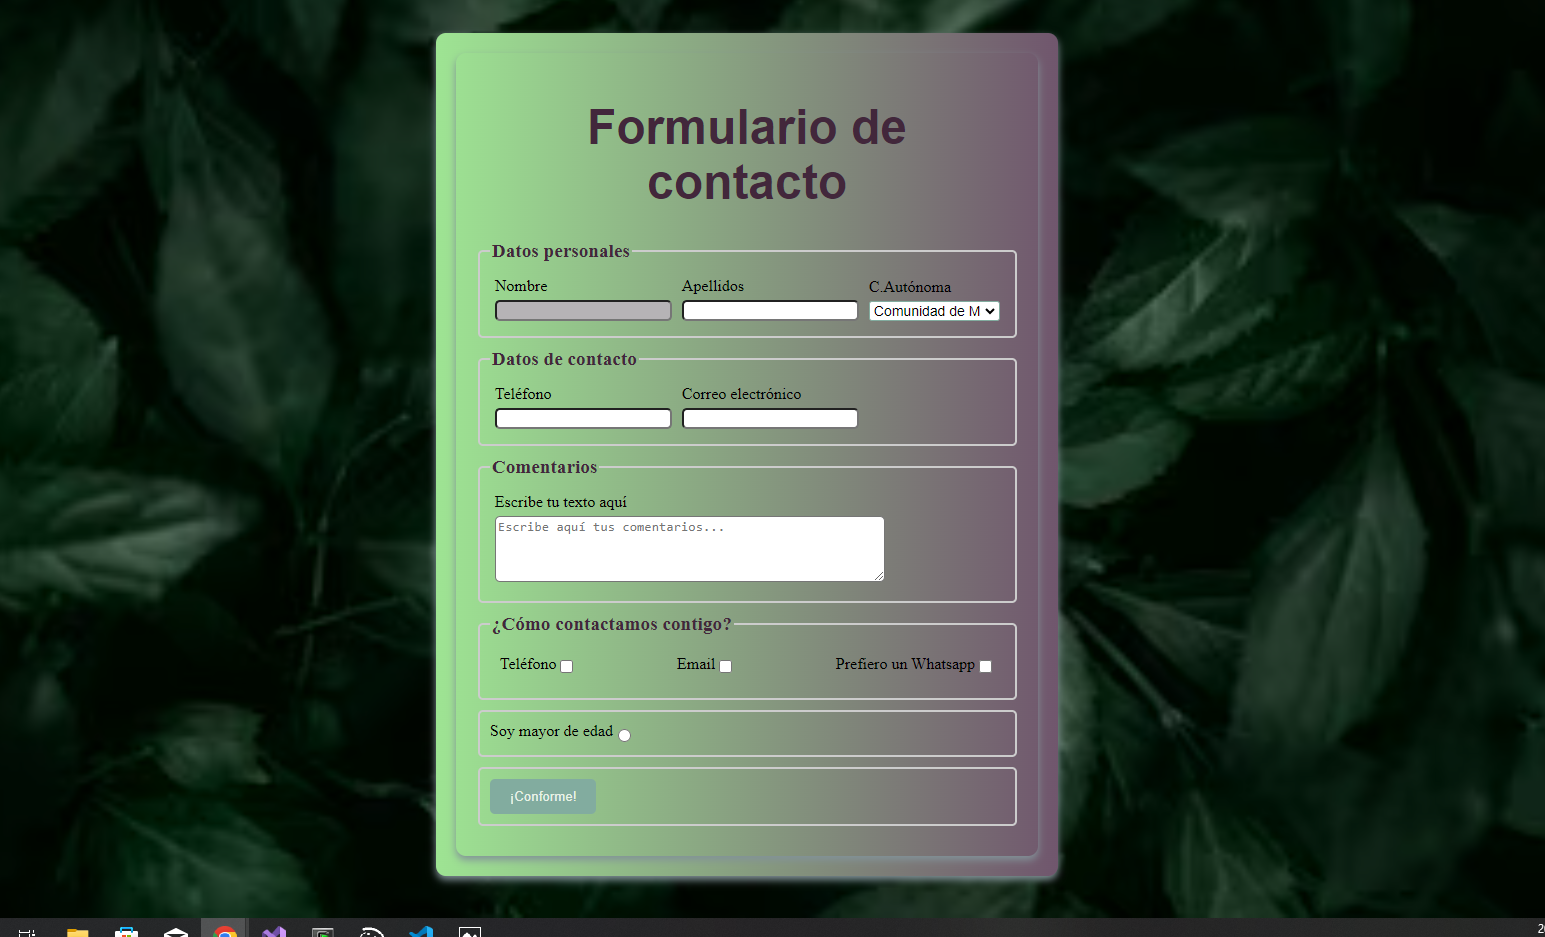 Formulario de
contacto
Datos personales
Nombre
Apellidos
C.Autónoma
Comunidad de M
Datos de contacto
Teléfono
Correo electrónico
Comentarios
Escribe tu texto aquí
Escribe aquí tus comentarios...
¿Cómo contactamos contigo?
Teléfono
Email
Prefiero un Whatsapp
Soy mayor de edad
¡Conforme!